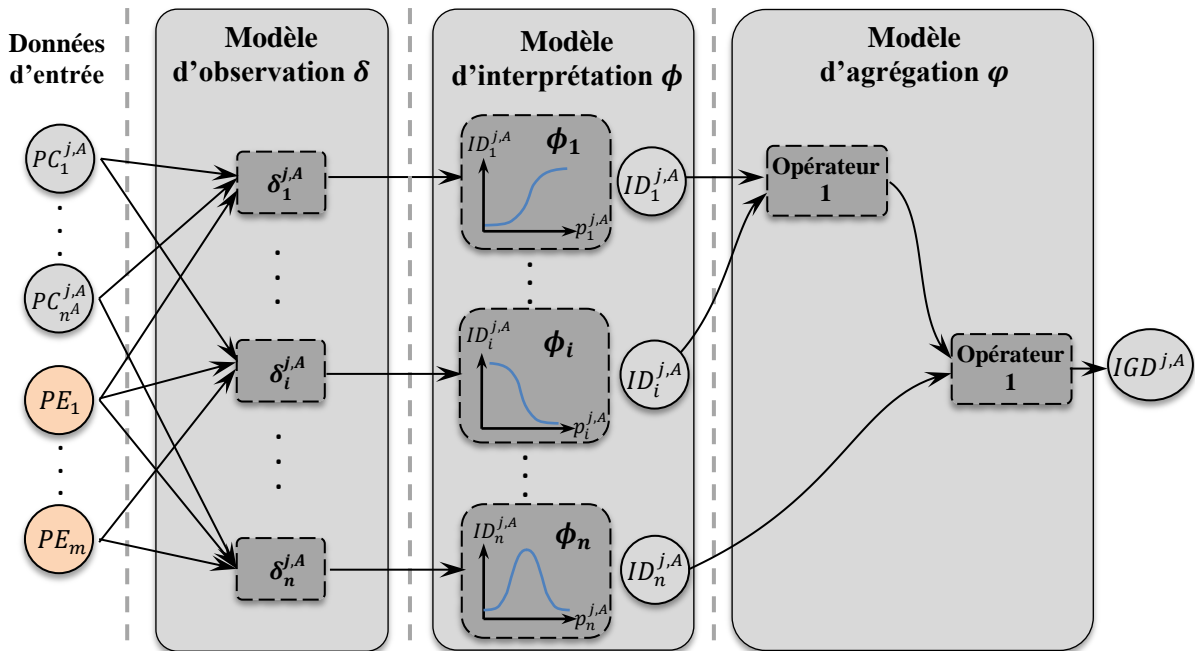 Données
d'entrée
PC_1^{j,A}
PC_{n^A}^{j,A}
PE_1
PE_m
Modèle
d'observation δ
δ_1^{j,A}
δ_i^{j,A}
δ_n^{j,A}
Modèle
d'interprétation ϕ
ID_1^{j,A}
ϕ_1
p_1^{j,A}
ID_1^{j,A}
ID_i^{j,A}
ϕ_i
p_i^{j,A}
ID_i^{j,A}
ID_n^{j,A}
ϕ_n
p_n^{j,A}
ID_n^{j,A}
Modèle
d'agrégation φ
Opérateur
1
Opérateur
1
IGD^{j,A}